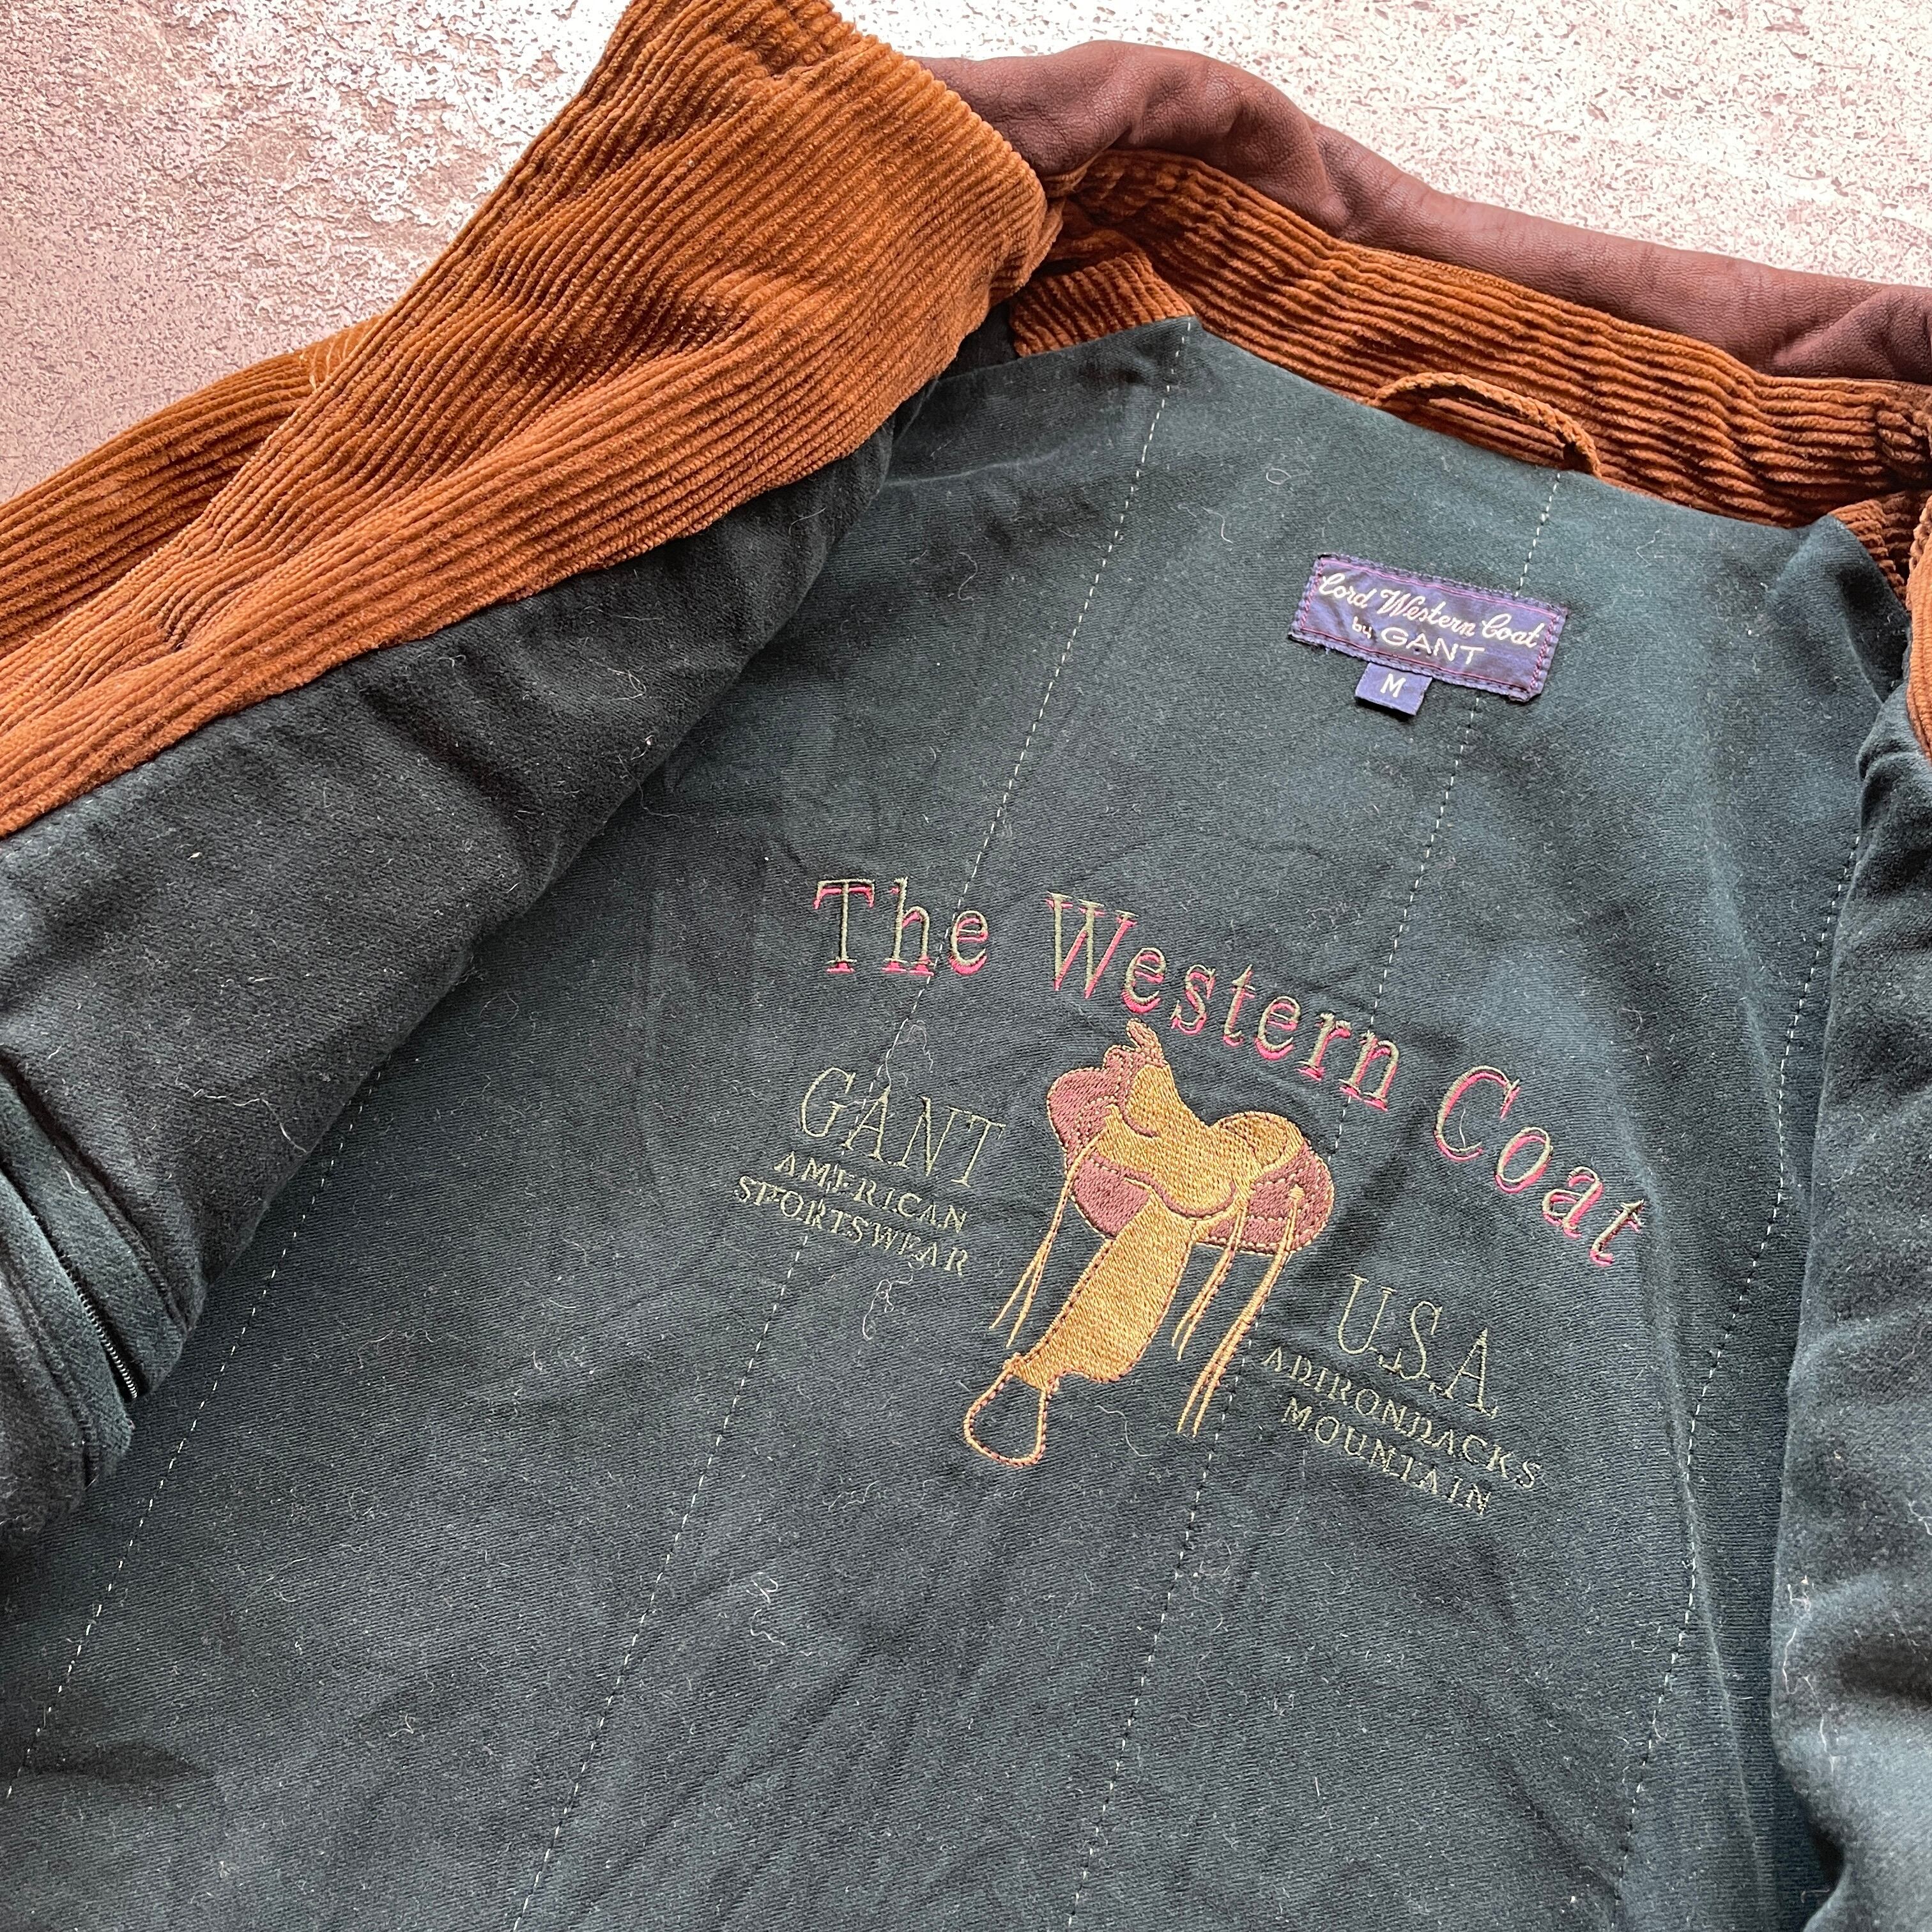 Cord Western Coat
by GANT
M
The Western Coat
GANT
AMERICAN
SPORTSWEAR
U.S.A
ADIRONDACKS
MOUNTAIN